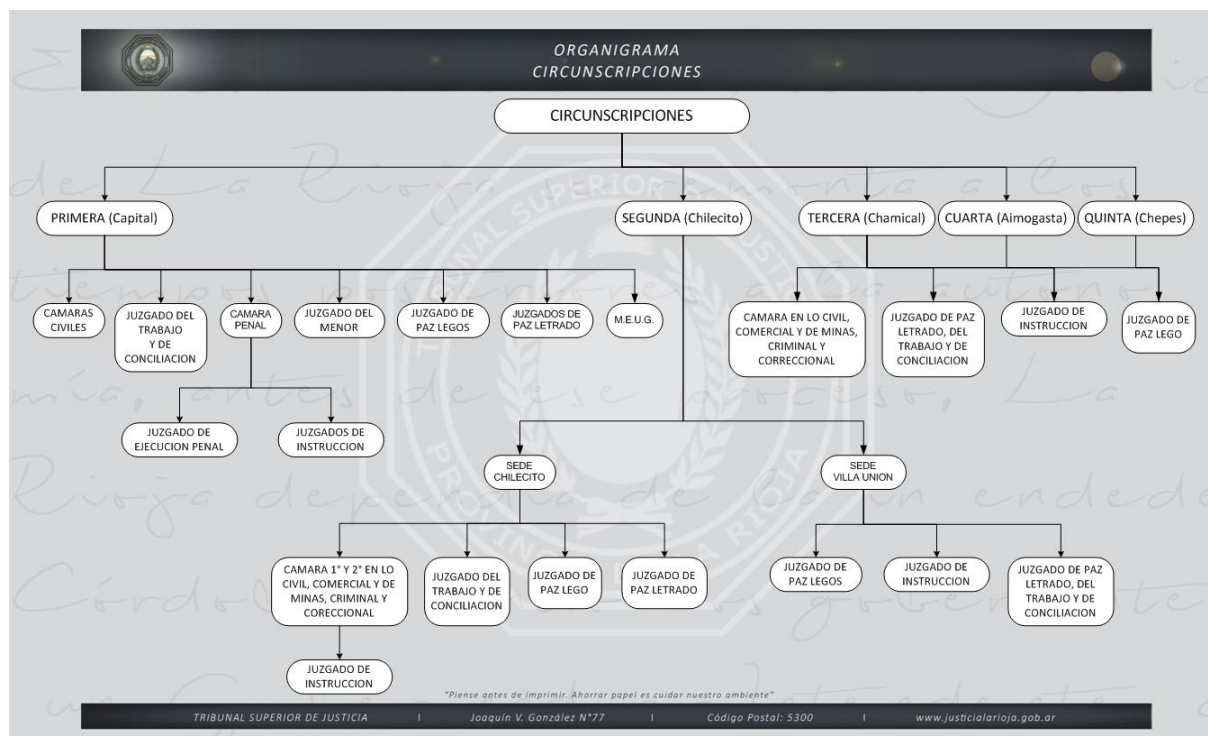 ORGANIGRAMA
CIRCUNSCRIPCIONES
CIRCUNSCRIPCIONES
PRIMERA (Capital)
SEGUNDA (Chilecito)
TERCERA (Chamical)
CUARTA (Aimogasta)
QUINTA (Chepes)
CAMARAS
CIVILES
JUZGADO DEL
TRABAJO
Y DE
CONCILIACION
CAMARA
PENAL
JUZGADO DEL
MENOR
JUZGADO DE
PAZ LEGOS
JUZGADOS DE
PAZ LETRADO
M.E.U.G.
CAMARA EN LO CIVIL,
COMERCIAL Y DE MINAS,
CRIMINAL Y
CORRECCIONAL
JUZGADO DE PAZ
LETRADO, DEL
TRABAJO Y DE
CONCILIACION
JUZGADO DE
INSTRUCCION
JUZGADO DE
PAZ LEGO
JUZGADO DE
EJECUCION PENAL
JUZGADOS DE
INSTRUCCION
SEDE
CHILECITO
SEDE
VILLA UNION
CAMARA 1° Y 2° EN LO
CIVIL, COMERCIAL Y DE
MINAS, CRIMINAL Y
CORECCIONAL
JUZGADO DEL
TRABAJO Y DE
CONCILIACION
JUZGADO DE
PAZ LEGO
JUZGADO DE
PAZ LETRADO
JUZGADO DE
PAZ LEGOS
JUZGADO DE
INSTRUCCION
JUZGADO DE PAZ
LETRADO, DEL
TRABAJO Y DE
CONCILIACION
JUZGADO DE
INSTRUCCION
"Piense antes de imprimir. Ahorrar papel es cuidar nuestro ambiente"
TRIBUNAL SUPERIOR DE JUSTICIA | Joaquín V. González N°77 | Código Postal: 5300 | www.justicialarioja.gob.ar